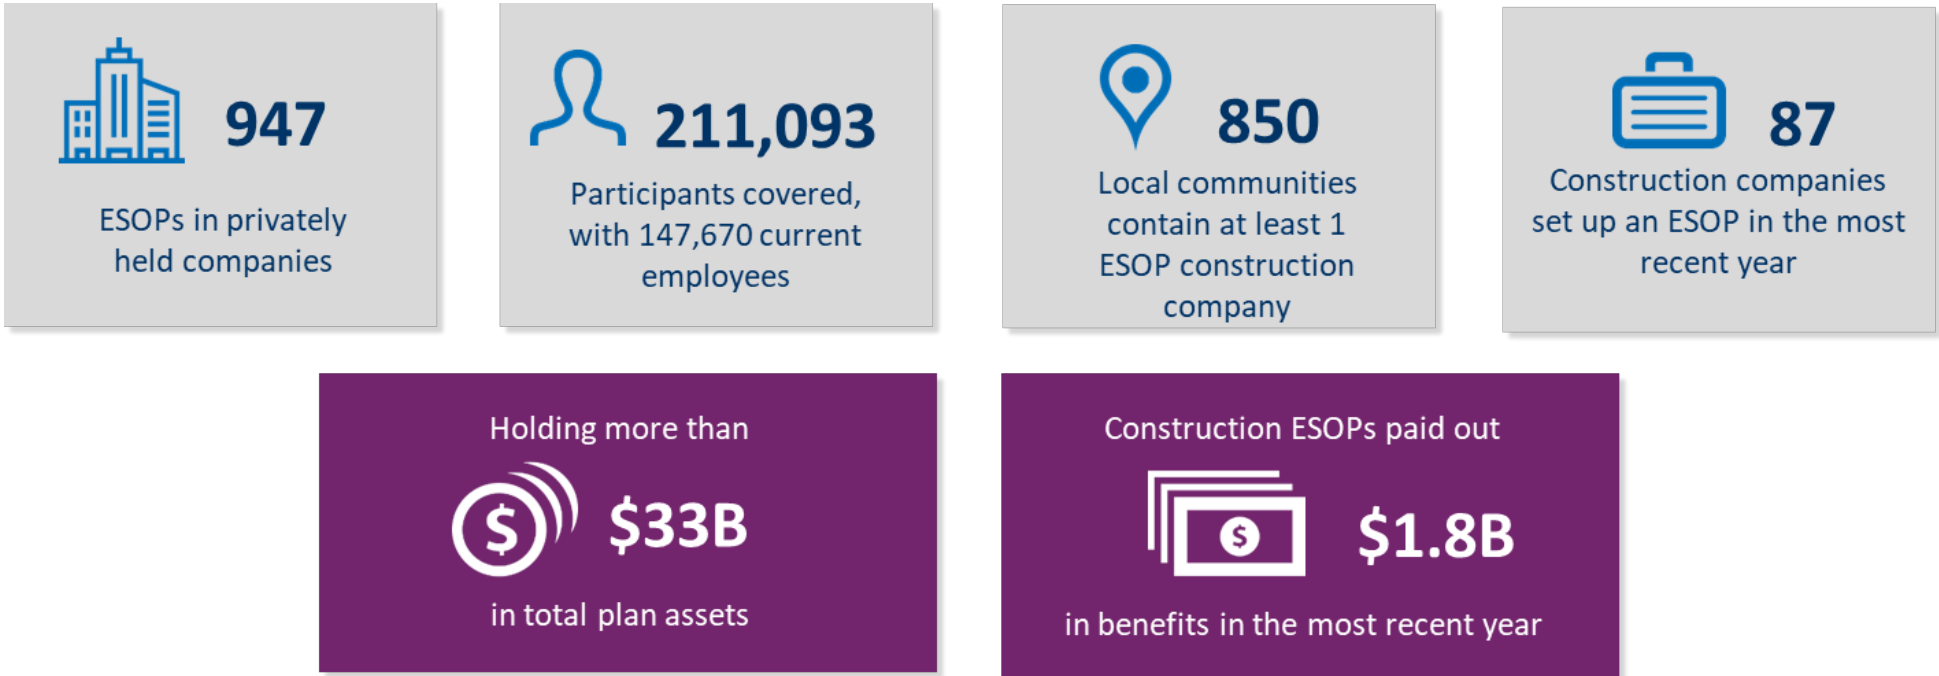 947
ESOPs in privately
held companies
211,093
Participants covered,
with 147,670 current
employees
850
Local communities
contain at least 1
ESOP construction
company
87
Construction companies
set up an ESOP in the most
recent year
Holding more than
$
$33B
in total plan assets
Construction ESOPs paid out
$
$1.8B
in benefits in the most recent year